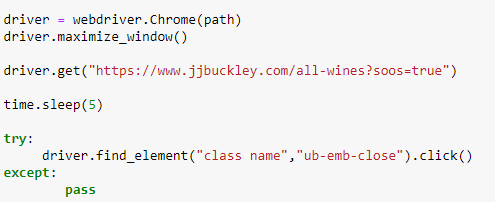 driver = webdriver.Chrome(path)
driver.maximize_window()
driver.get("https://www.jjbuckley.com/all-wines?soos=true")
time.sleep(5)
try:
driver.find_element("class name","ub-emb-close").click()
except:
pass